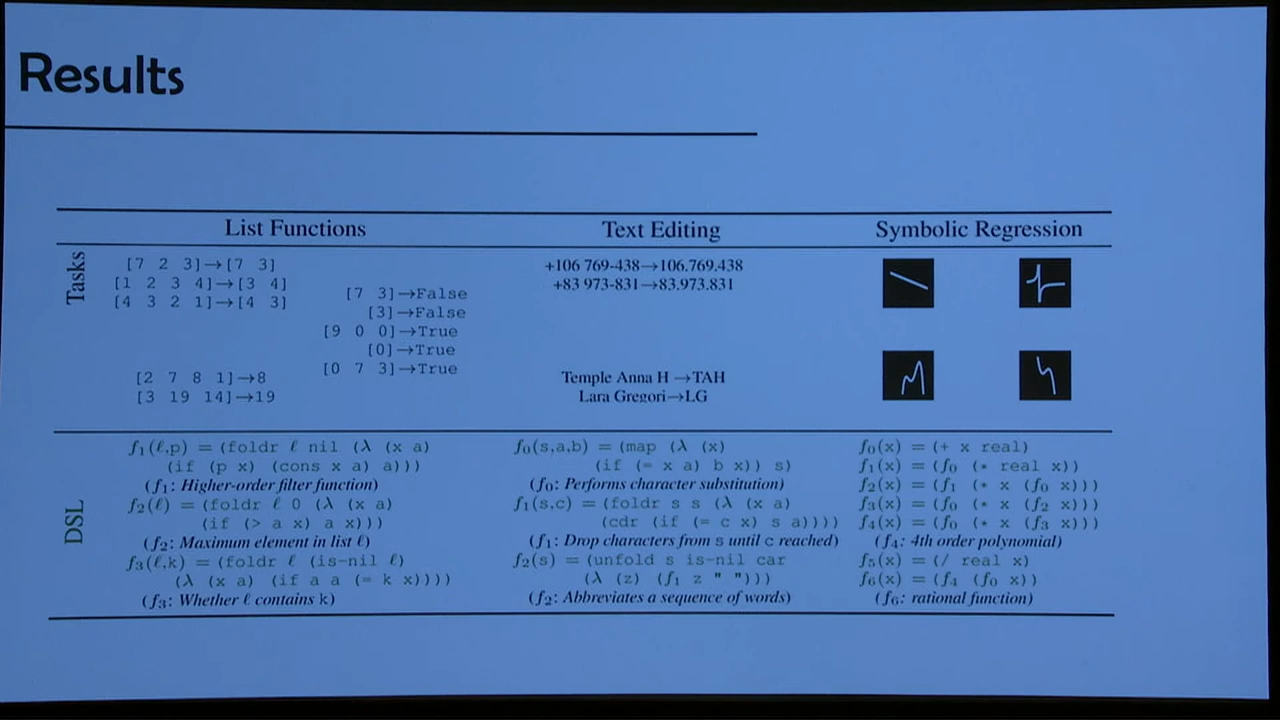 Results
List Functions
Text Editing
Symbolic Regression
Tasks
[7 2 3]→[7 3]
[1 2 3 4]→[3 4]
[4 3 2 1]→[4 3]
[7 3]→False
[3]→False
[9 0 0]→True
[0]→True
[0 7 3]→True
[2 7 8 1]→8
[3 19 14]→19
+106 769-438→106.769.438
+83 973-831→83.973.831
Temple Anna H →TAH
Lara Gregori→LG
DSL
f₁(ℓ,p) = (foldr ℓ nil (λ (x a)
(if (p x) (cons x a) a)))
(f₁: Higher-order filter function)
f₂(ℓ) = (foldr ℓ 0 (λ (x a)
(if (> a x) a x)))
(f₂: Maximum element in list ℓ)
f₃(ℓ,k) = (foldr ℓ (is-nil ℓ)
(λ (x a) (if a a (= k x))))
(f₃: Whether ℓ contains k)
f₀(s,a,b) = (map (λ (x)
(if (= x a) b x)) s)
(f₀: Performs character substitution)
f₁(s,c) = (foldr s s (λ (x a)
(cdr (if (= c x) s a))))
(f₁: Drop characters from s until c reached)
f₂(s) = (unfold s is-nil car
(λ (z) (f₁ z " ")))
(f₂: Abbreviates a sequence of words)
f₀(x) = (+ x real)
f₁(x) = (f₀ (* real x))
f₂(x) = (f₁ (* x (f₀ x)))
f₃(x) = (f₀ (* x (f₂ x)))
f₄(x) = (f₀ (* x (f₃ x)))
(f₄: 4th order polynomial)
f₅(x) = (/ real x)
f₆(x) = (f₄ (f₀ x))
(f₆: rational function)